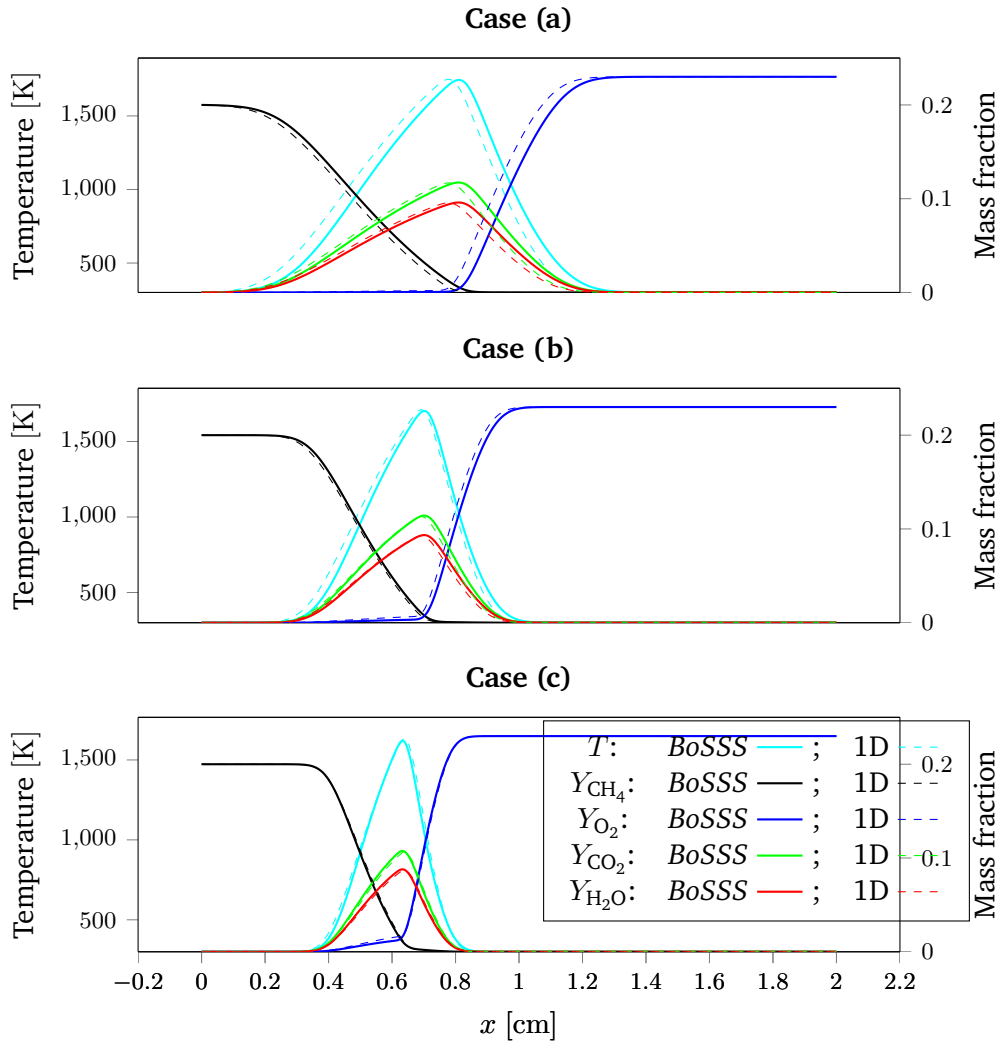 Case (a)
Temperature [K]
1,500
1,000
500
0.2
0.1
0
Mass fraction
Case (b)
Temperature [K]
1,500
1,000
500
0.2
0.1
0
Mass fraction
Case (c)
Temperature [K]
1,500
1,000
500
T: BoSSS ; 1D
Y_CH₄: BoSSS ; 1D
Y_O₂: BoSSS ; 1D
Y_CO₂: BoSSS ; 1D
Y_H₂O: BoSSS ; 1D
0.2
0.1
0
Mass fraction
−0.2 0 0.2 0.4 0.6 0.8 1 1.2 1.4 1.6 1.8 2 2.2
x [cm]